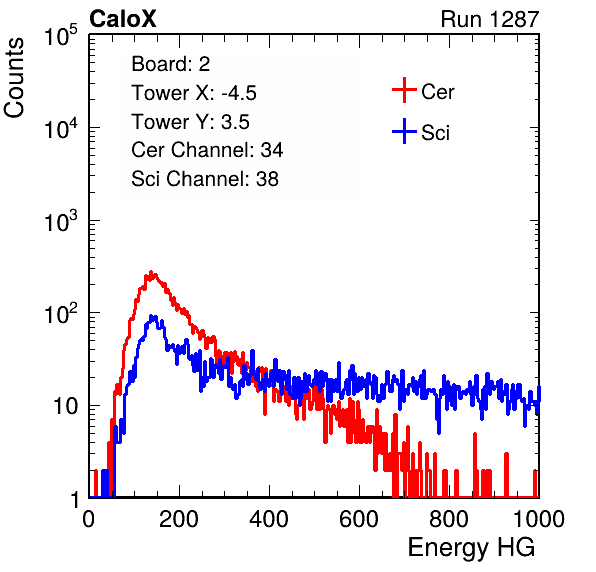 CaloX Run 1287
Counts
Board: 2
Tower X: -4.5
Tower Y: 3.5
Cer Channel: 34
Sci Channel: 38
Cer
Sci
10^5
10^4
10^3
10^2
10
1
0 200 400 600 800 1000
Energy HG